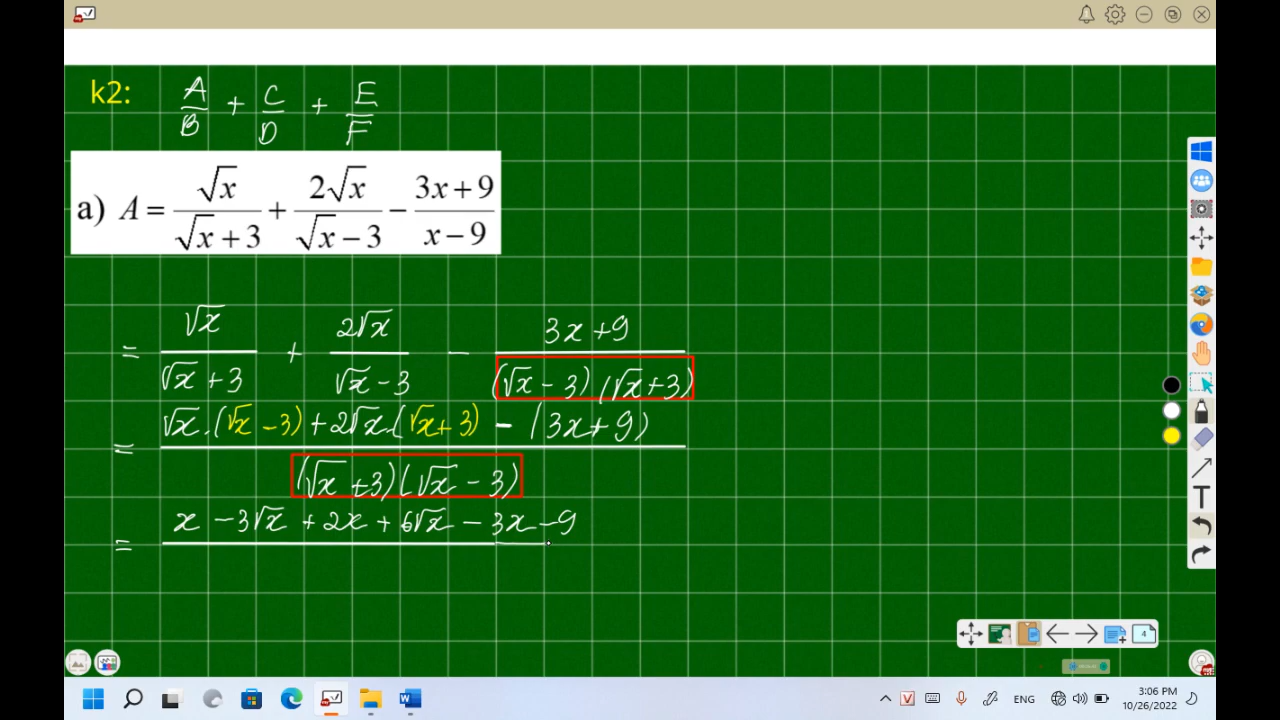 k2: A/B + C/D + E/F
a) A = √x/(√x + 3) + 2√x/(√x − 3) − (3x + 9)/(x − 9)
= √x/(√x + 3) + 2√x/(√x − 3) − (3x + 9)/((√x − 3)(√x + 3))
= (√x.(√x − 3) + 2√x.(√x + 3) − (3x + 9))/((√x + 3)(√x − 3))
= x − 3√x + 2x + 6√x − 3x − 9
4
ENG
3:06 PM
10/26/2022